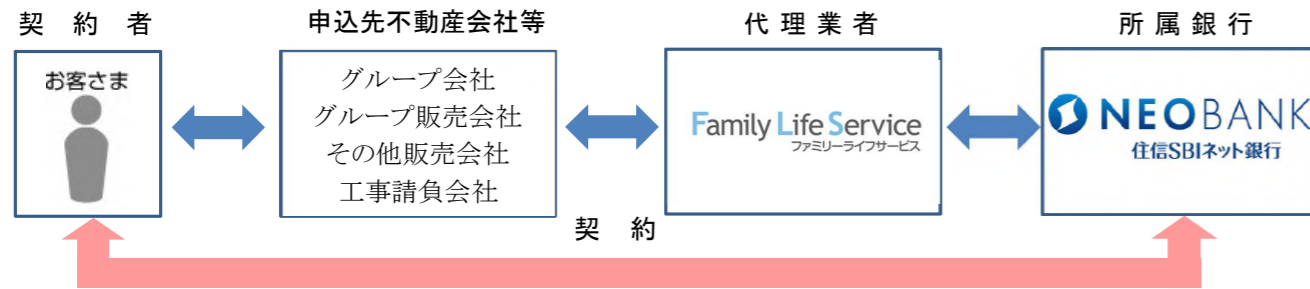 契約者
申込先不動産会社等
代理業者
所属銀行
お客さま
グループ会社
グループ販売会社
その他販売会社
工事請負会社
Family Life Service
ファミリーライフサービス
NEOBANK
住信SBIネット銀行
契約